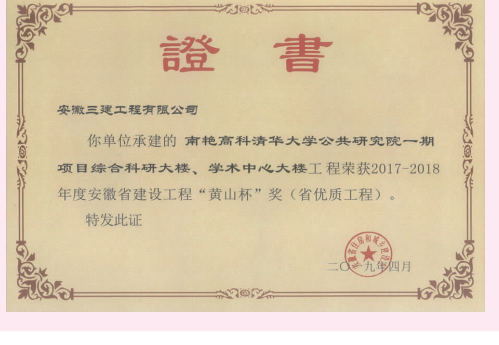 證書
安徽三建工程有限公司
你单位承建的 南艳高科清华大学公共研究院一期
项目综合科研大楼、学术中心大楼工程荣获2017-2018
年度安徽省建设工程“黄山杯”奖（省优质工程）。
特发此证
二〇一九年四月